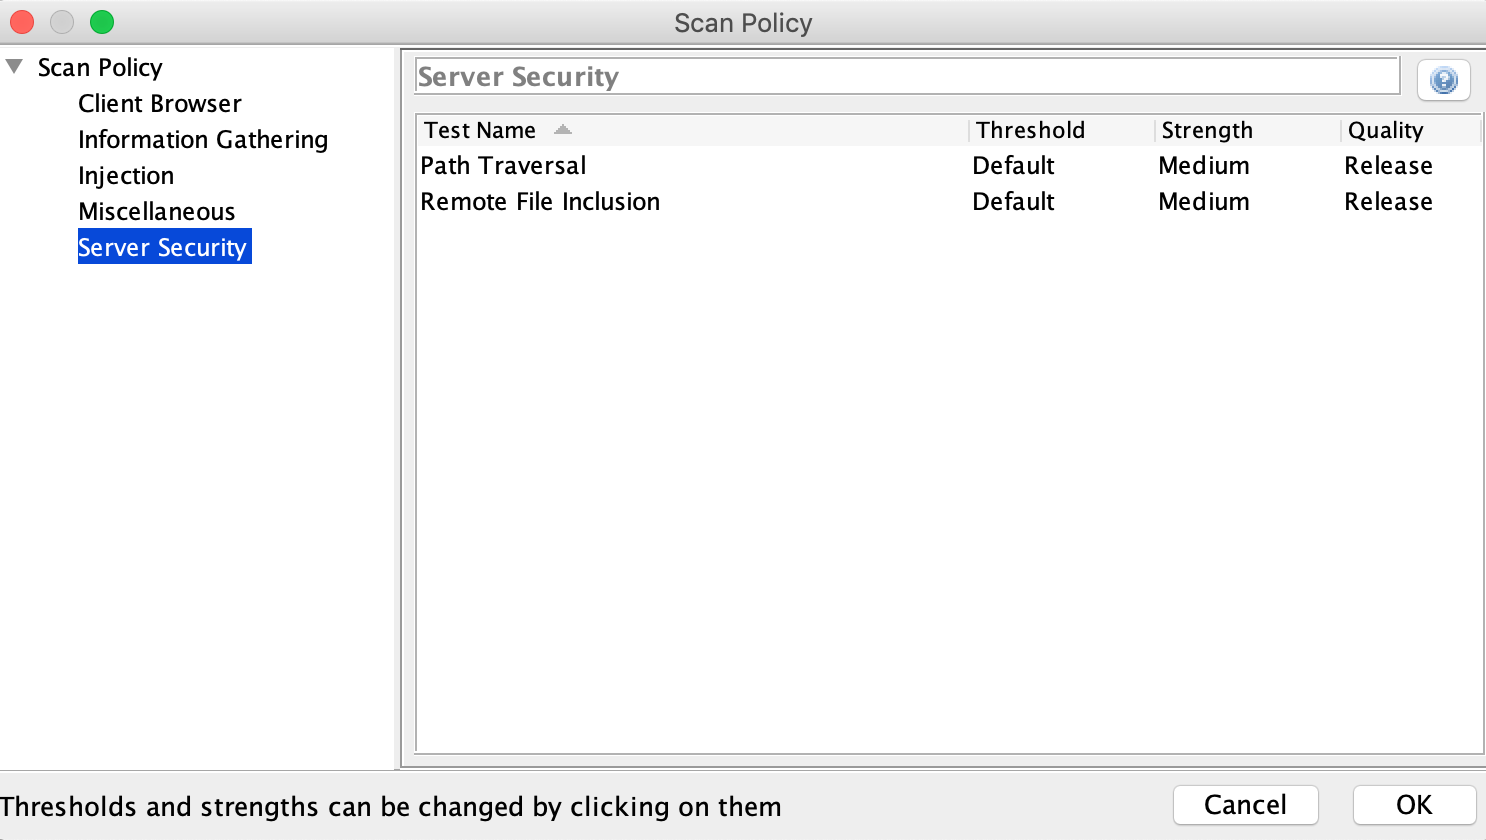 Scan Policy
Scan Policy
Client Browser
Information Gathering
Injection
Miscellaneous
Server Security
Server Security
Test Name Threshold Strength Quality
Path Traversal Default Medium Release
Remote File Inclusion Default Medium Release
Thresholds and strengths can be changed by clicking on them
Cancel OK